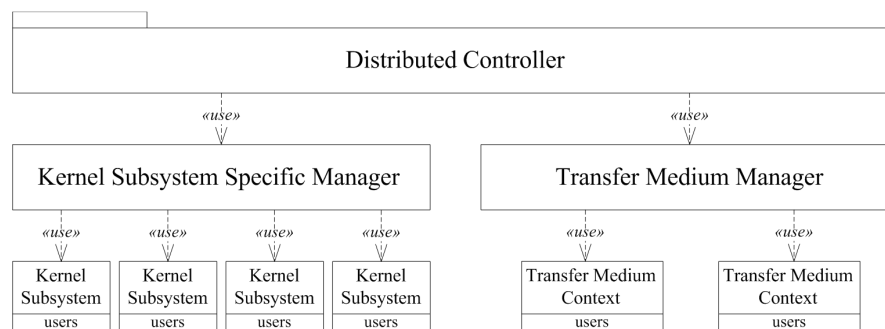 Distributed Controller
«use» «use»
Kernel Subsystem Specific Manager Transfer Medium Manager
«use» «use» «use» «use» «use» «use»
Kernel Kernel Kernel Kernel Transfer Medium Transfer Medium
Subsystem Subsystem Subsystem Subsystem Context Context
users users users users users users